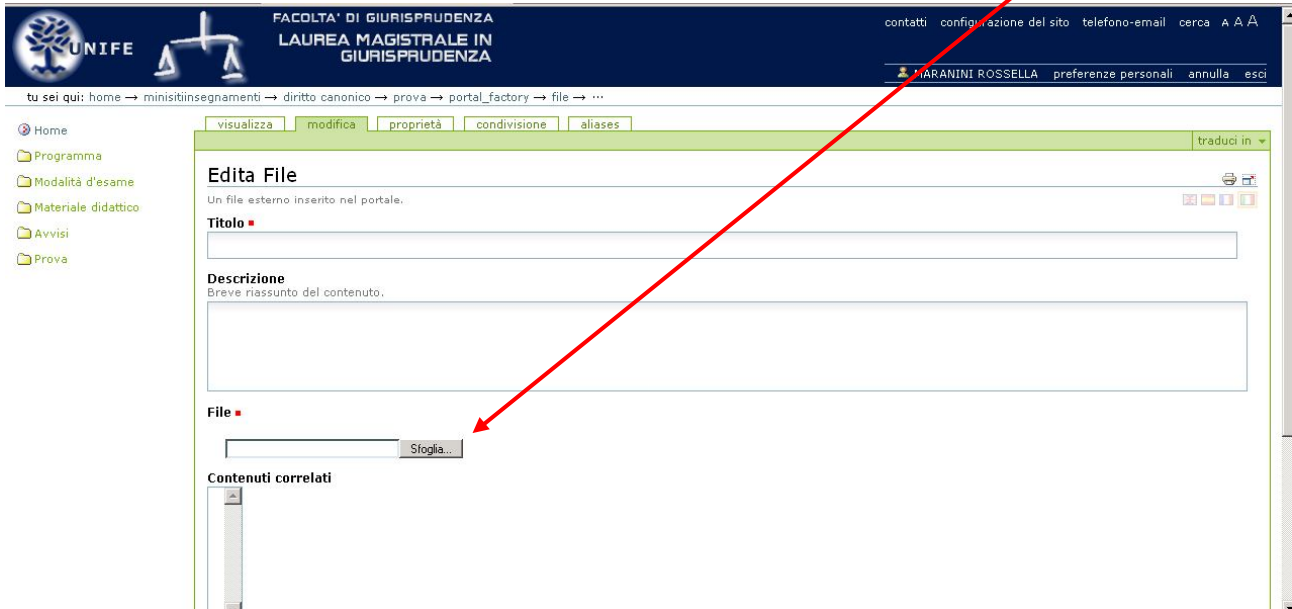 UNIFE
FACOLTA' DI GIURISPRUDENZA
LAUREA MAGISTRALE IN
GIURISPRUDENZA
contatti configurazione del sito telefono-email cerca A A A
MARANINI ROSSELLA preferenze personali annulla esci
tu sei qui: home → minisitiinsegnamenti → diritto canonico → prova → portal_factory → file → ...
Home
Programma
Modalità d'esame
Materiale didattico
Avvisi
Prova
visualizza modifica proprietà condivisione aliases
traduci in
Edita File
Un file esterno inserito nel portale.
Titolo
Descrizione
Breve riassunto del contenuto.
File
Sfoglia...
Contenuti correlati